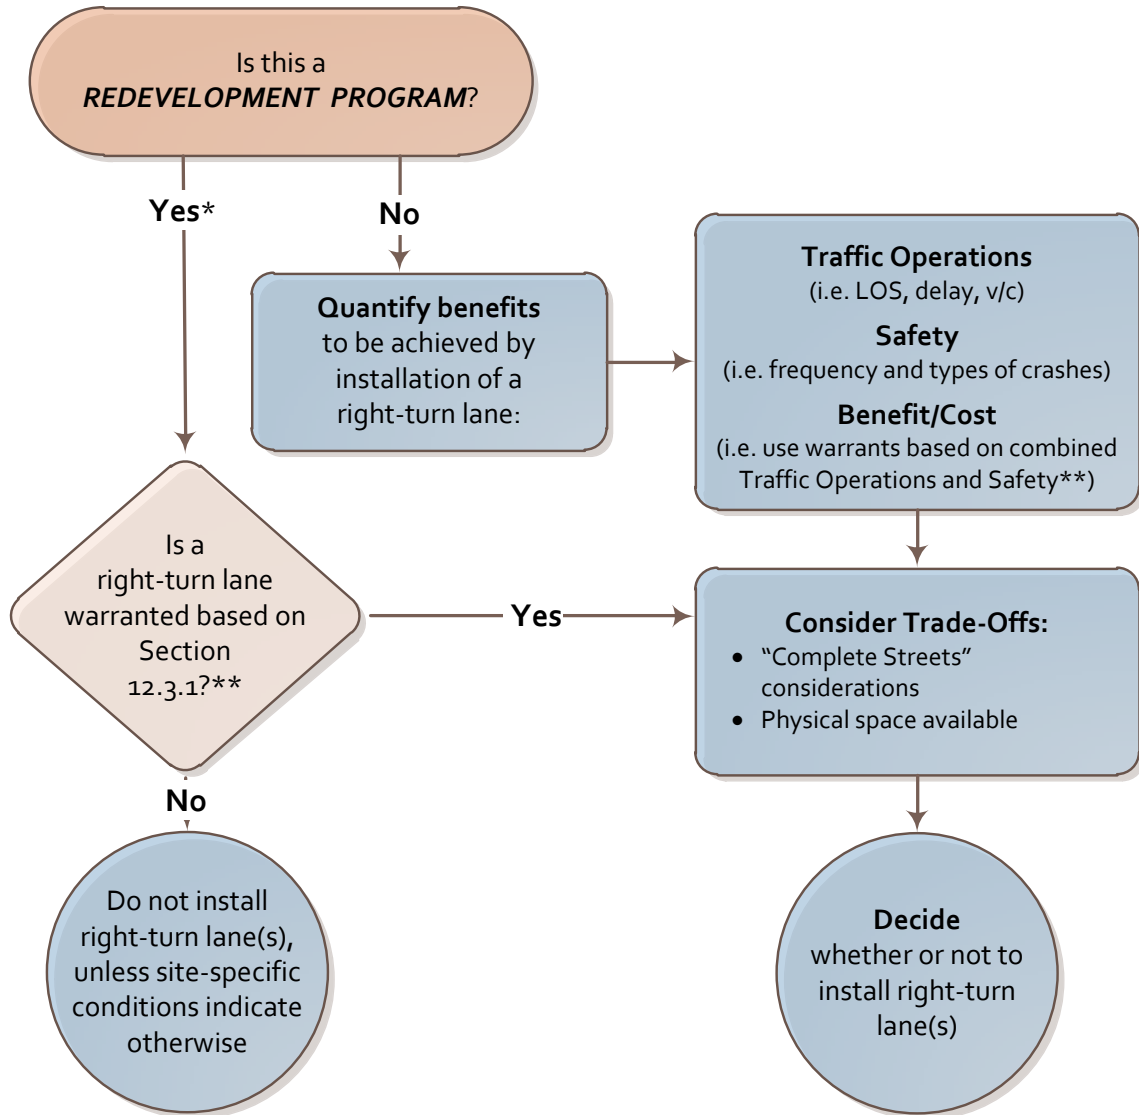 Is this a
REDEVELOPMENT PROGRAM?
Yes*
No
Quantify benefits
to be achieved by
installation of a
right-turn lane:
Traffic Operations
(i.e. LOS, delay, v/c)
Safety
(i.e. frequency and types of crashes)
Benefit/Cost
(i.e. use warrants based on combined
Traffic Operations and Safety**)
Is a
right-turn lane
warranted based on
Section
12.3.1?**
Yes
Consider Trade-Offs:
• “Complete Streets”
considerations
• Physical space available
No
Do not install
right-turn lane(s),
unless site-specific
conditions indicate
otherwise
Decide
whether or not to
install right-turn
lane(s)